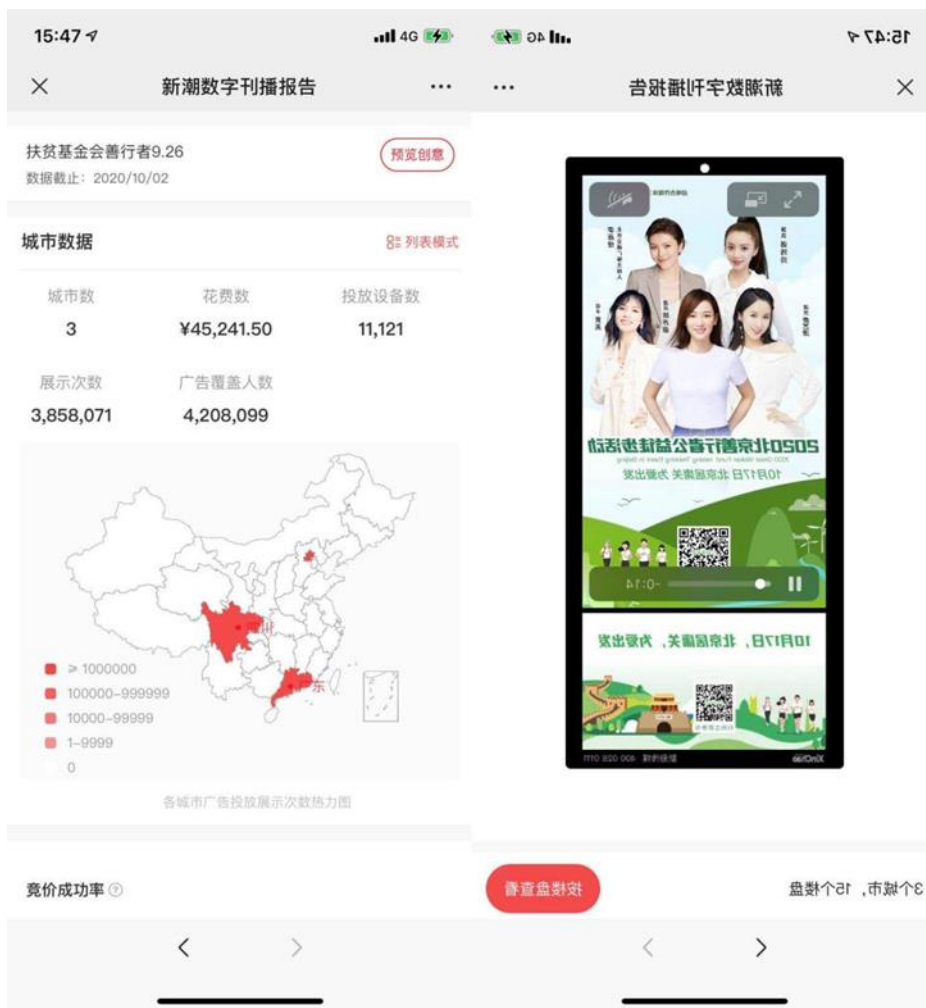 15:47
4G
新潮数字刊播报告
扶贫基金会善行者9.26
数据截止：2020/10/02
预览创意
城市数据
列表模式
城市数
花费数
投放设备数
3
¥45,241.50
11,121
展示次数
广告覆盖人数
3,858,071
4,208,099
四川
广东
≥ 1000000
100000-999999
10000-99999
1-9999
0
各城市广告投放展示次数热力图
竞价成功率
15:47
4G
新潮数字刊播报告
2020北京善行者公益徒步活动
10月17日 北京居庸关 为爱出发
-0:14
10月17日，北京居庸关，为爱出发
3个城市，15个楼盘
按楼盘查看